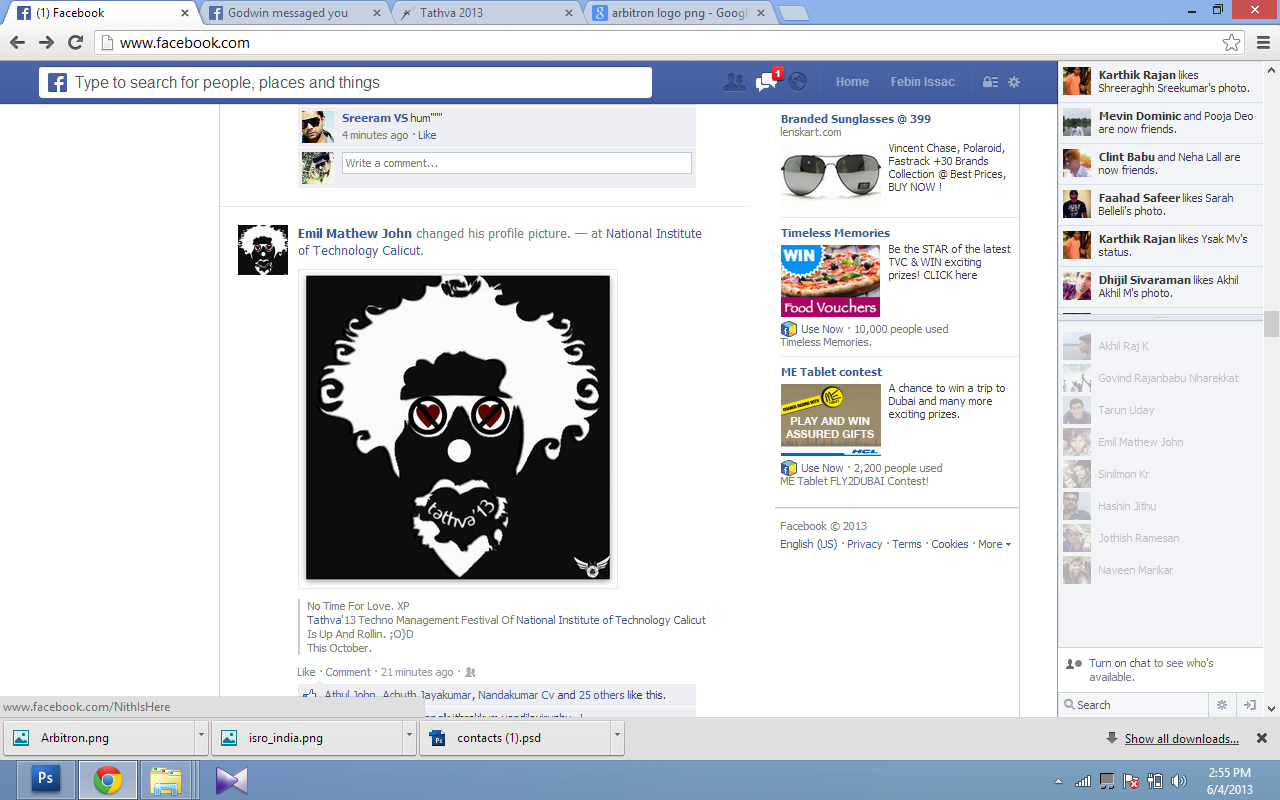 (1) Facebook
Godwin messaged you
Tathva 2013
arbitron logo png - Googl
www.facebook.com
Type to search for people, places and things
1
Home
Febin Issac
Sreeram VS hum"""
4 minutes ago · Like
Write a comment...
Emil Mathew John changed his profile picture. — at National Institute
of Technology Calicut.
tathva'13
No Time For Love. XP
Tathva'13 Techno Management Festival Of National Institute of Technology Calicut
Is Up And Rollin. ;O}D
This October.
Like · Comment · 21 minutes ago ·
Athul John, Achuth Jayakumar, Nandakumar Cv and 25 others like this.
Branded Sunglasses @ 399
lenskart.com
Vincent Chase, Polaroid,
Fastrack +30 Brands
Collection @ Best Prices,
BUY NOW !
Timeless Memories
WIN
Food Vouchers
Be the STAR of the latest
TVC & WIN exciting
prizes! CLICK here
Use Now · 10,000 people used
Timeless Memories.
ME Tablet contest
PLAY AND WIN
ASSURED GIFTS
HCL
A chance to win a trip to
Dubai and many more
exciting prizes.
Use Now · 2,200 people used
ME Tablet FLY2DUBAI Contest!
Facebook © 2013
English (US) · Privacy · Terms · Cookies · More
Karthik Rajan likes
Shreeraghh Sreekumar's photo.
Mevin Dominic and Pooja Deo
are now friends.
Clint Babu and Neha Lall are
now friends.
Faahad Safeer likes Sarah
Belleli's photo.
Karthik Rajan likes Ysak Mv's
status.
Dhijil Sivaraman likes Akhil
Akhil M's photo.
Akhil Raj K
Govind Rajanbabu Nharekkat
Tarun Uday
Emil Mathew John
Sinilmon Kr
Hashin Jithu
Jothish Ramesan
Naveen Marikar
Turn on chat to see who's
available.
Search
www.facebook.com/NithIsHere
Arbitron.png
isro_india.png
contacts (1).psd
Show all downloads...
Ps
2:55 PM
6/4/2013